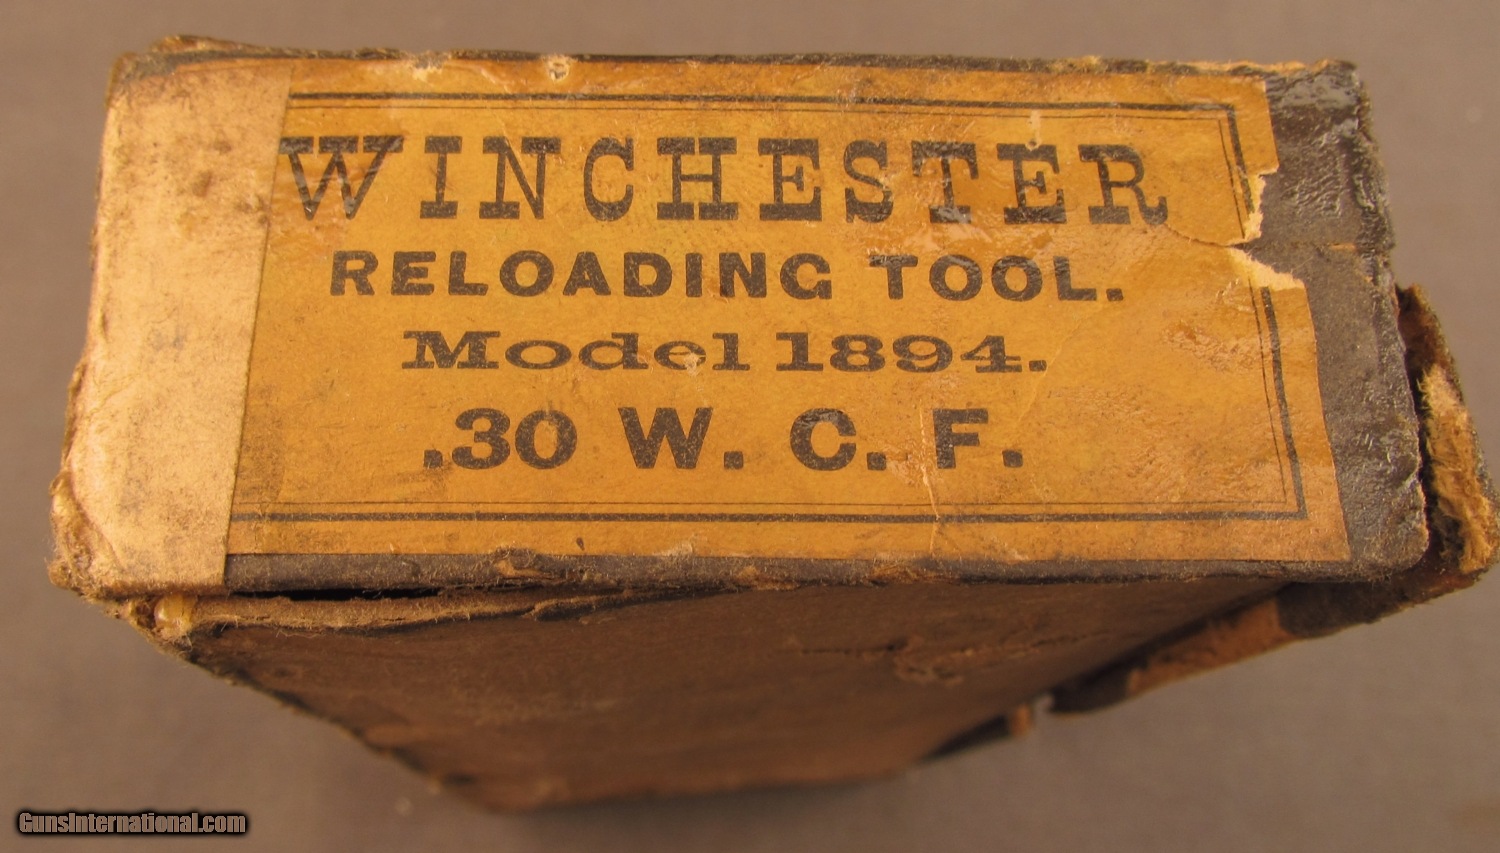 WINCHESTER
RELOADING TOOL.
Model 1894.
.30 W. C. F.
GunsInternational.com